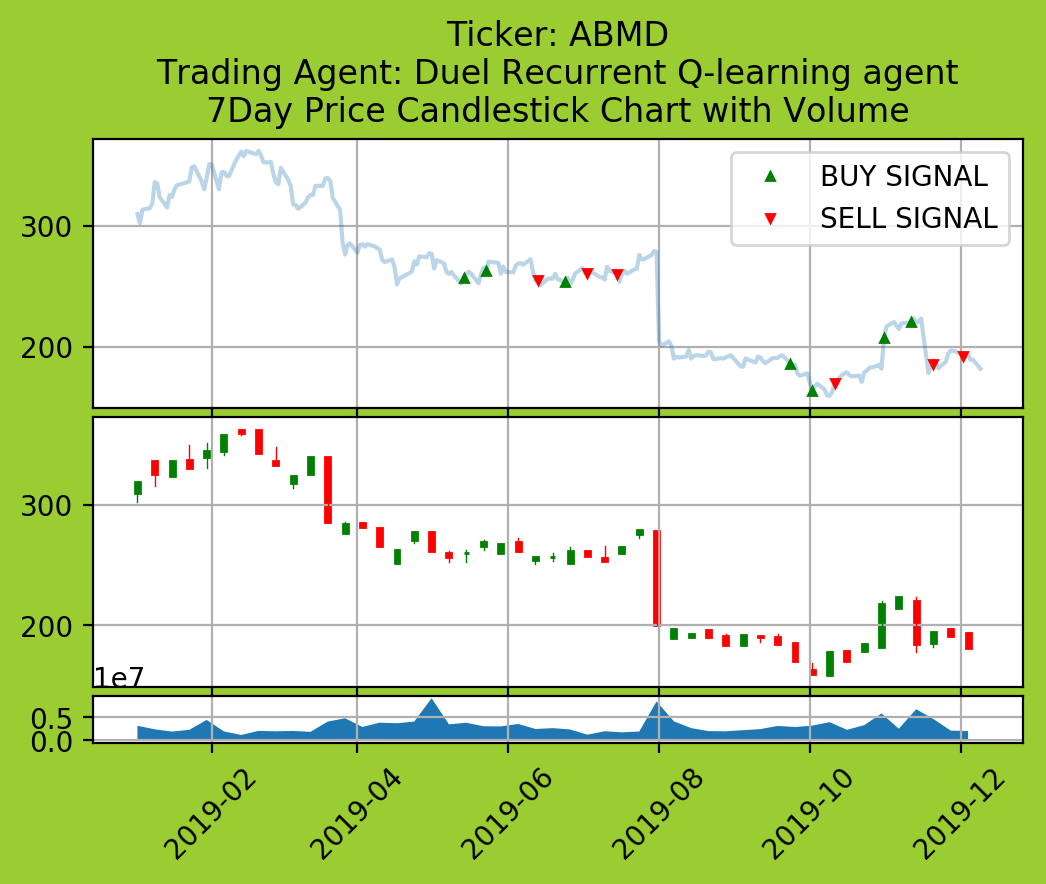 Ticker: ABMD
Trading Agent: Duel Recurrent Q-learning agent
7Day Price Candlestick Chart with Volume
BUY SIGNAL
SELL SIGNAL
300
200
300
200
1e7
0.5
0.0
2019-02
2019-04
2019-06
2019-08
2019-10
2019-12